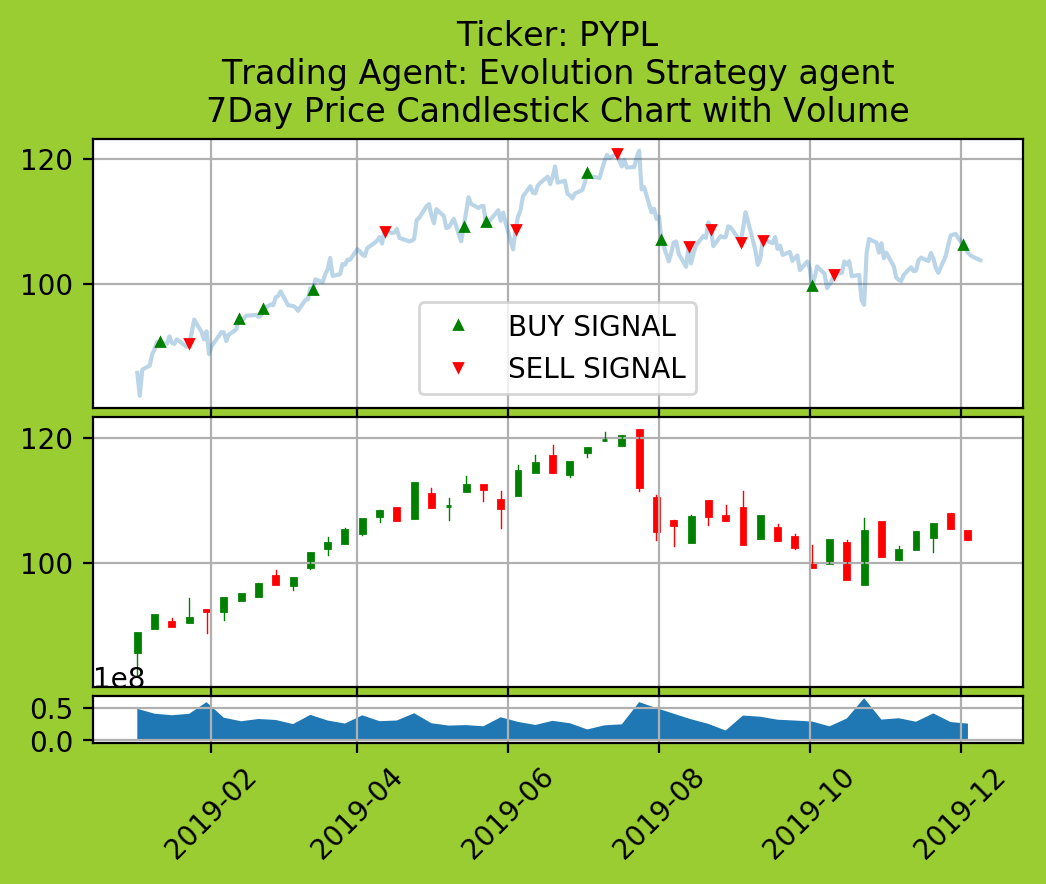 Ticker: PYPL
Trading Agent: Evolution Strategy agent
7Day Price Candlestick Chart with Volume
120
100
BUY SIGNAL
SELL SIGNAL
120
100
1e8
0.5
0.0
2019-02
2019-04
2019-06
2019-08
2019-10
2019-12